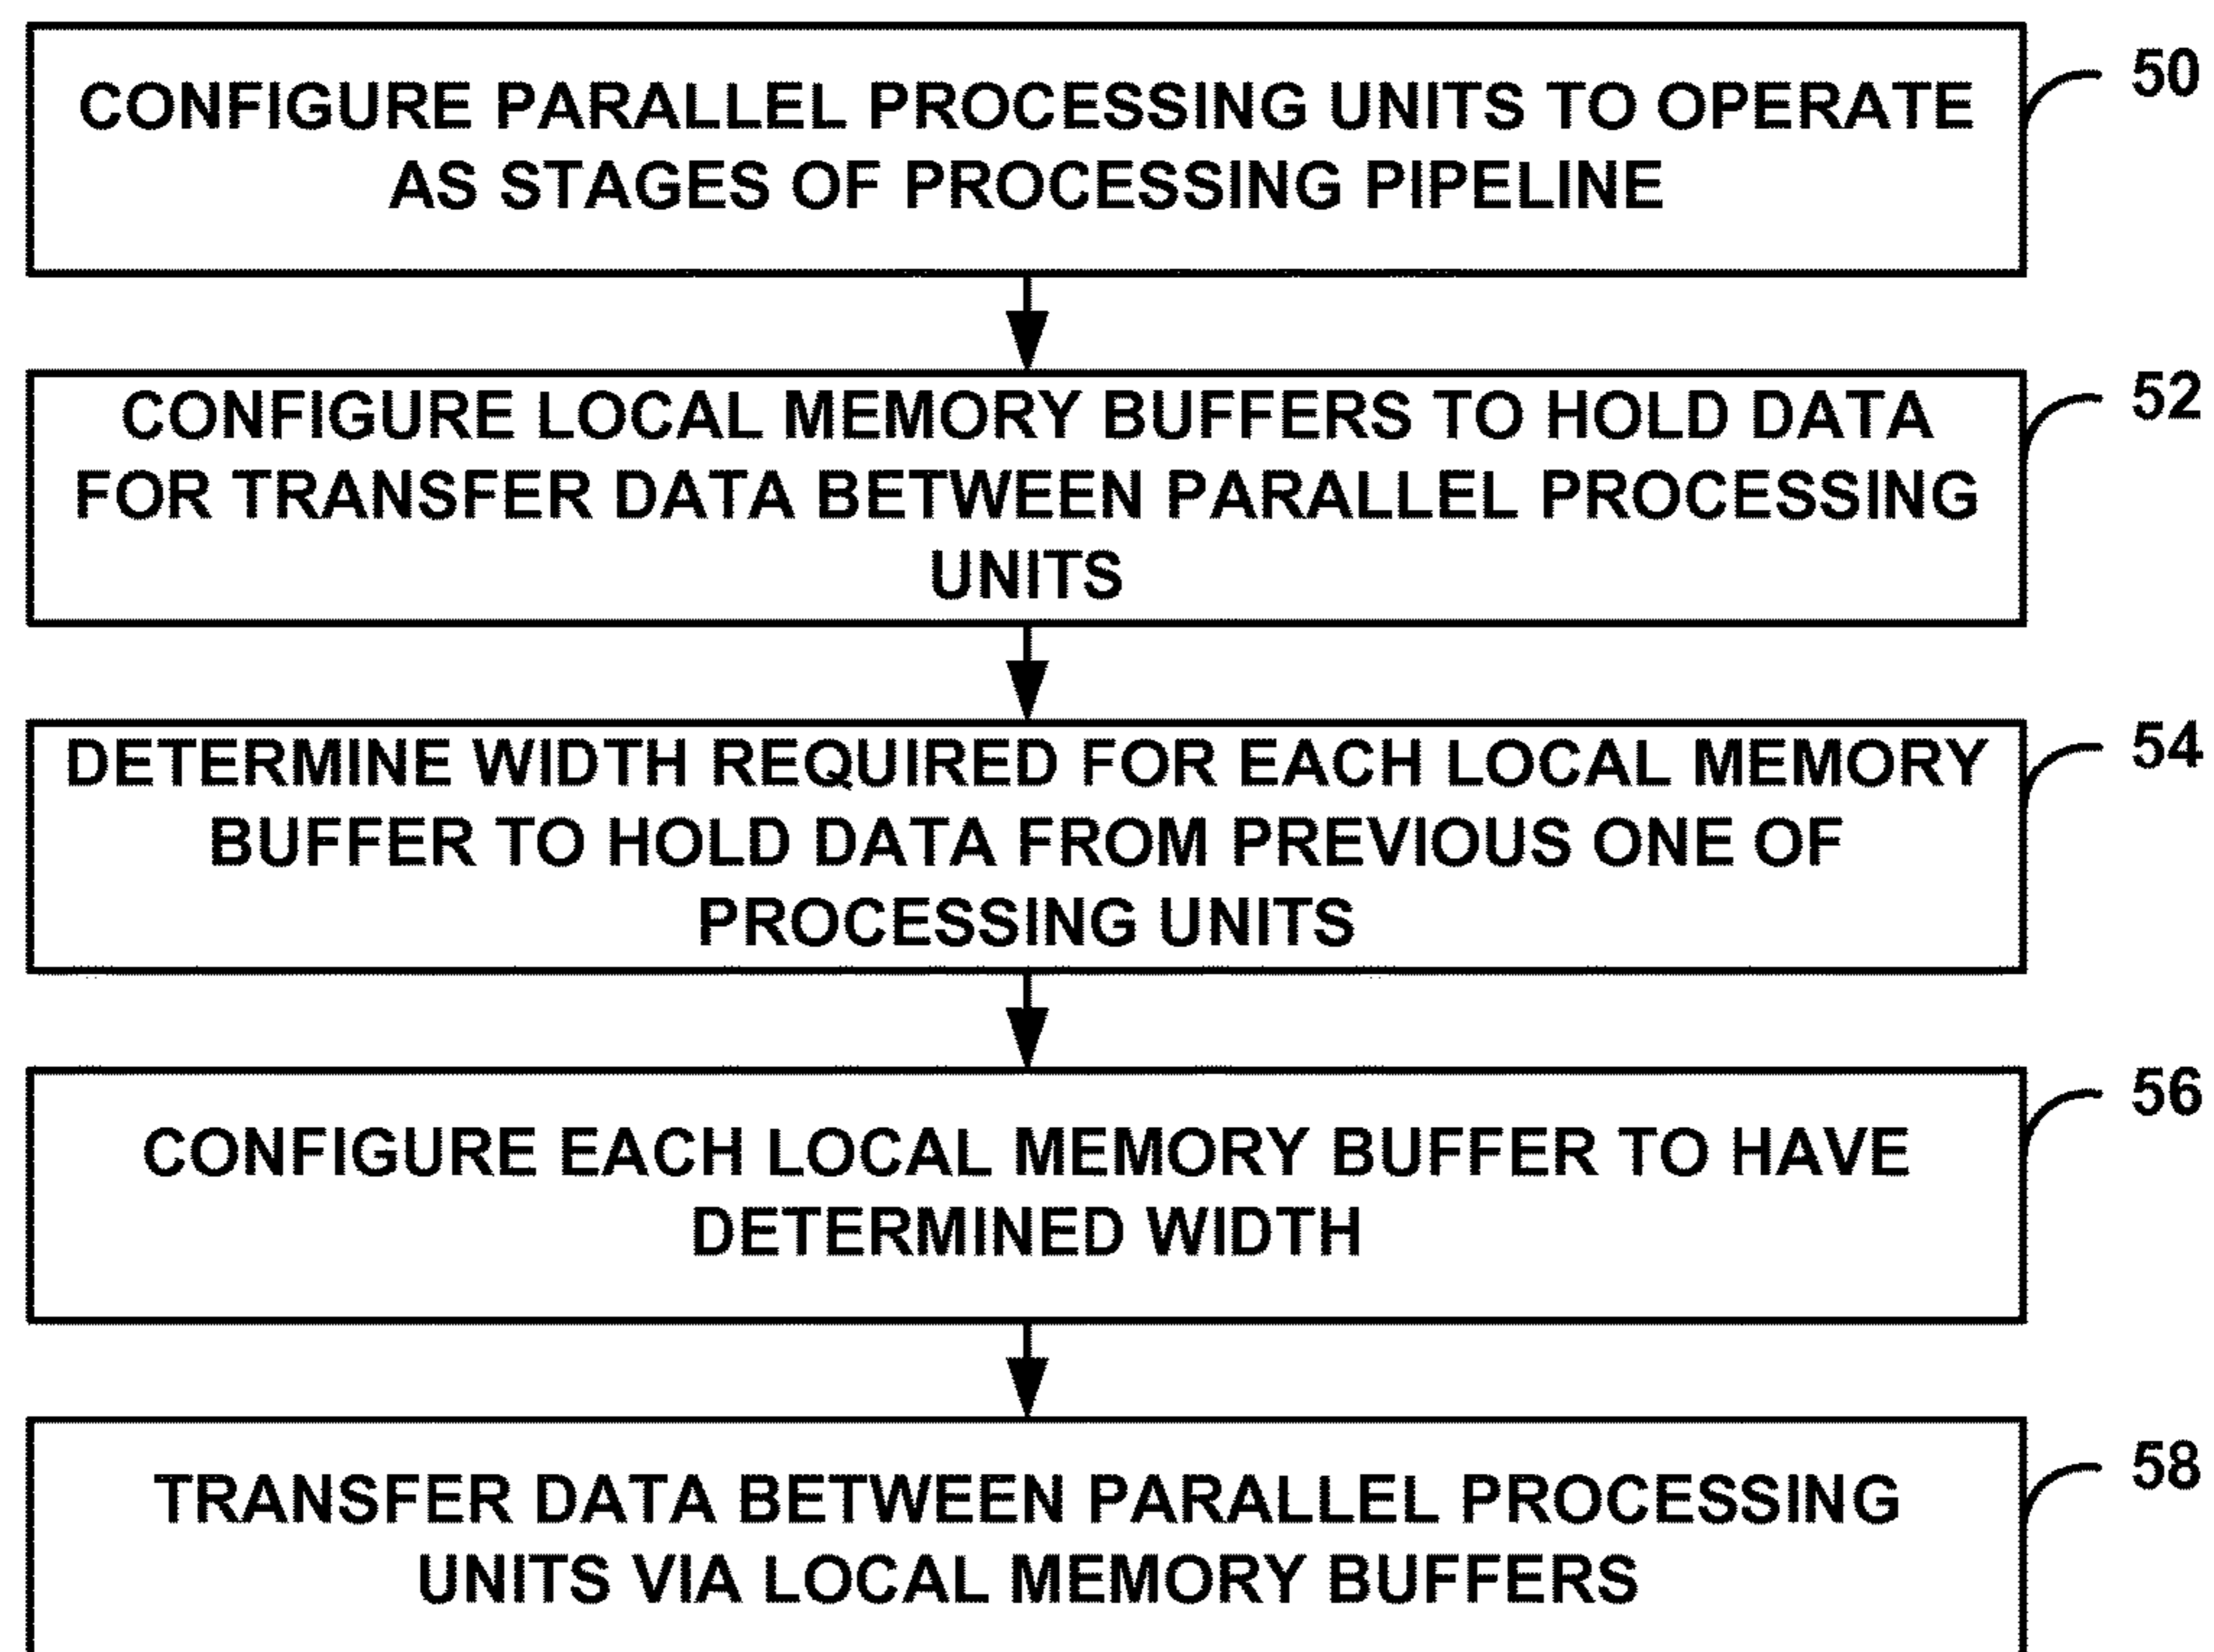 CONFIGURE PARALLEL PROCESSING UNITS TO OPERATE
AS STAGES OF PROCESSING PIPELINE
50
CONFIGURE LOCAL MEMORY BUFFERS TO HOLD DATA
FOR TRANSFER DATA BETWEEN PARALLEL PROCESSING
UNITS
52
DETERMINE WIDTH REQUIRED FOR EACH LOCAL MEMORY
BUFFER TO HOLD DATA FROM PREVIOUS ONE OF
PROCESSING UNITS
54
CONFIGURE EACH LOCAL MEMORY BUFFER TO HAVE
DETERMINED WIDTH
56
TRANSFER DATA BETWEEN PARALLEL PROCESSING
UNITS VIA LOCAL MEMORY BUFFERS
58